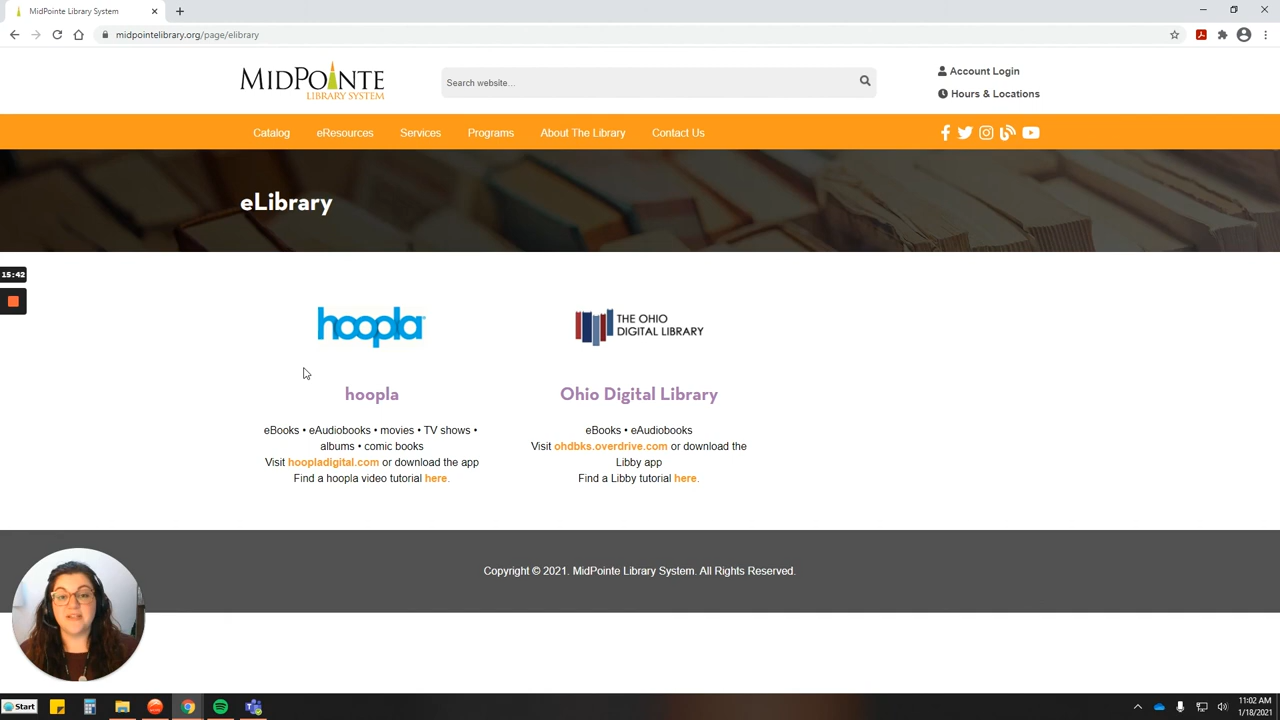 MidPointe Library System
midpointelibrary.org/page/elibrary
MIDPOINTE
LIBRARY SYSTEM
Search website...
Account Login
Hours & Locations
Catalog eResources Services Programs About The Library Contact Us
eLibrary
15:42
hoopla
THE OHIO
DIGITAL LIBRARY
hoopla
eBooks • eAudiobooks • movies • TV shows •
albums • comic books
Visit hoopladigital.com or download the app
Find a hoopla video tutorial here.
Ohio Digital Library
eBooks • eAudiobooks
Visit ohdbks.overdrive.com or download the
Libby app
Find a Libby tutorial here.
Copyright © 2021. MidPointe Library System. All Rights Reserved.
Start
11:02 AM
1/18/2021